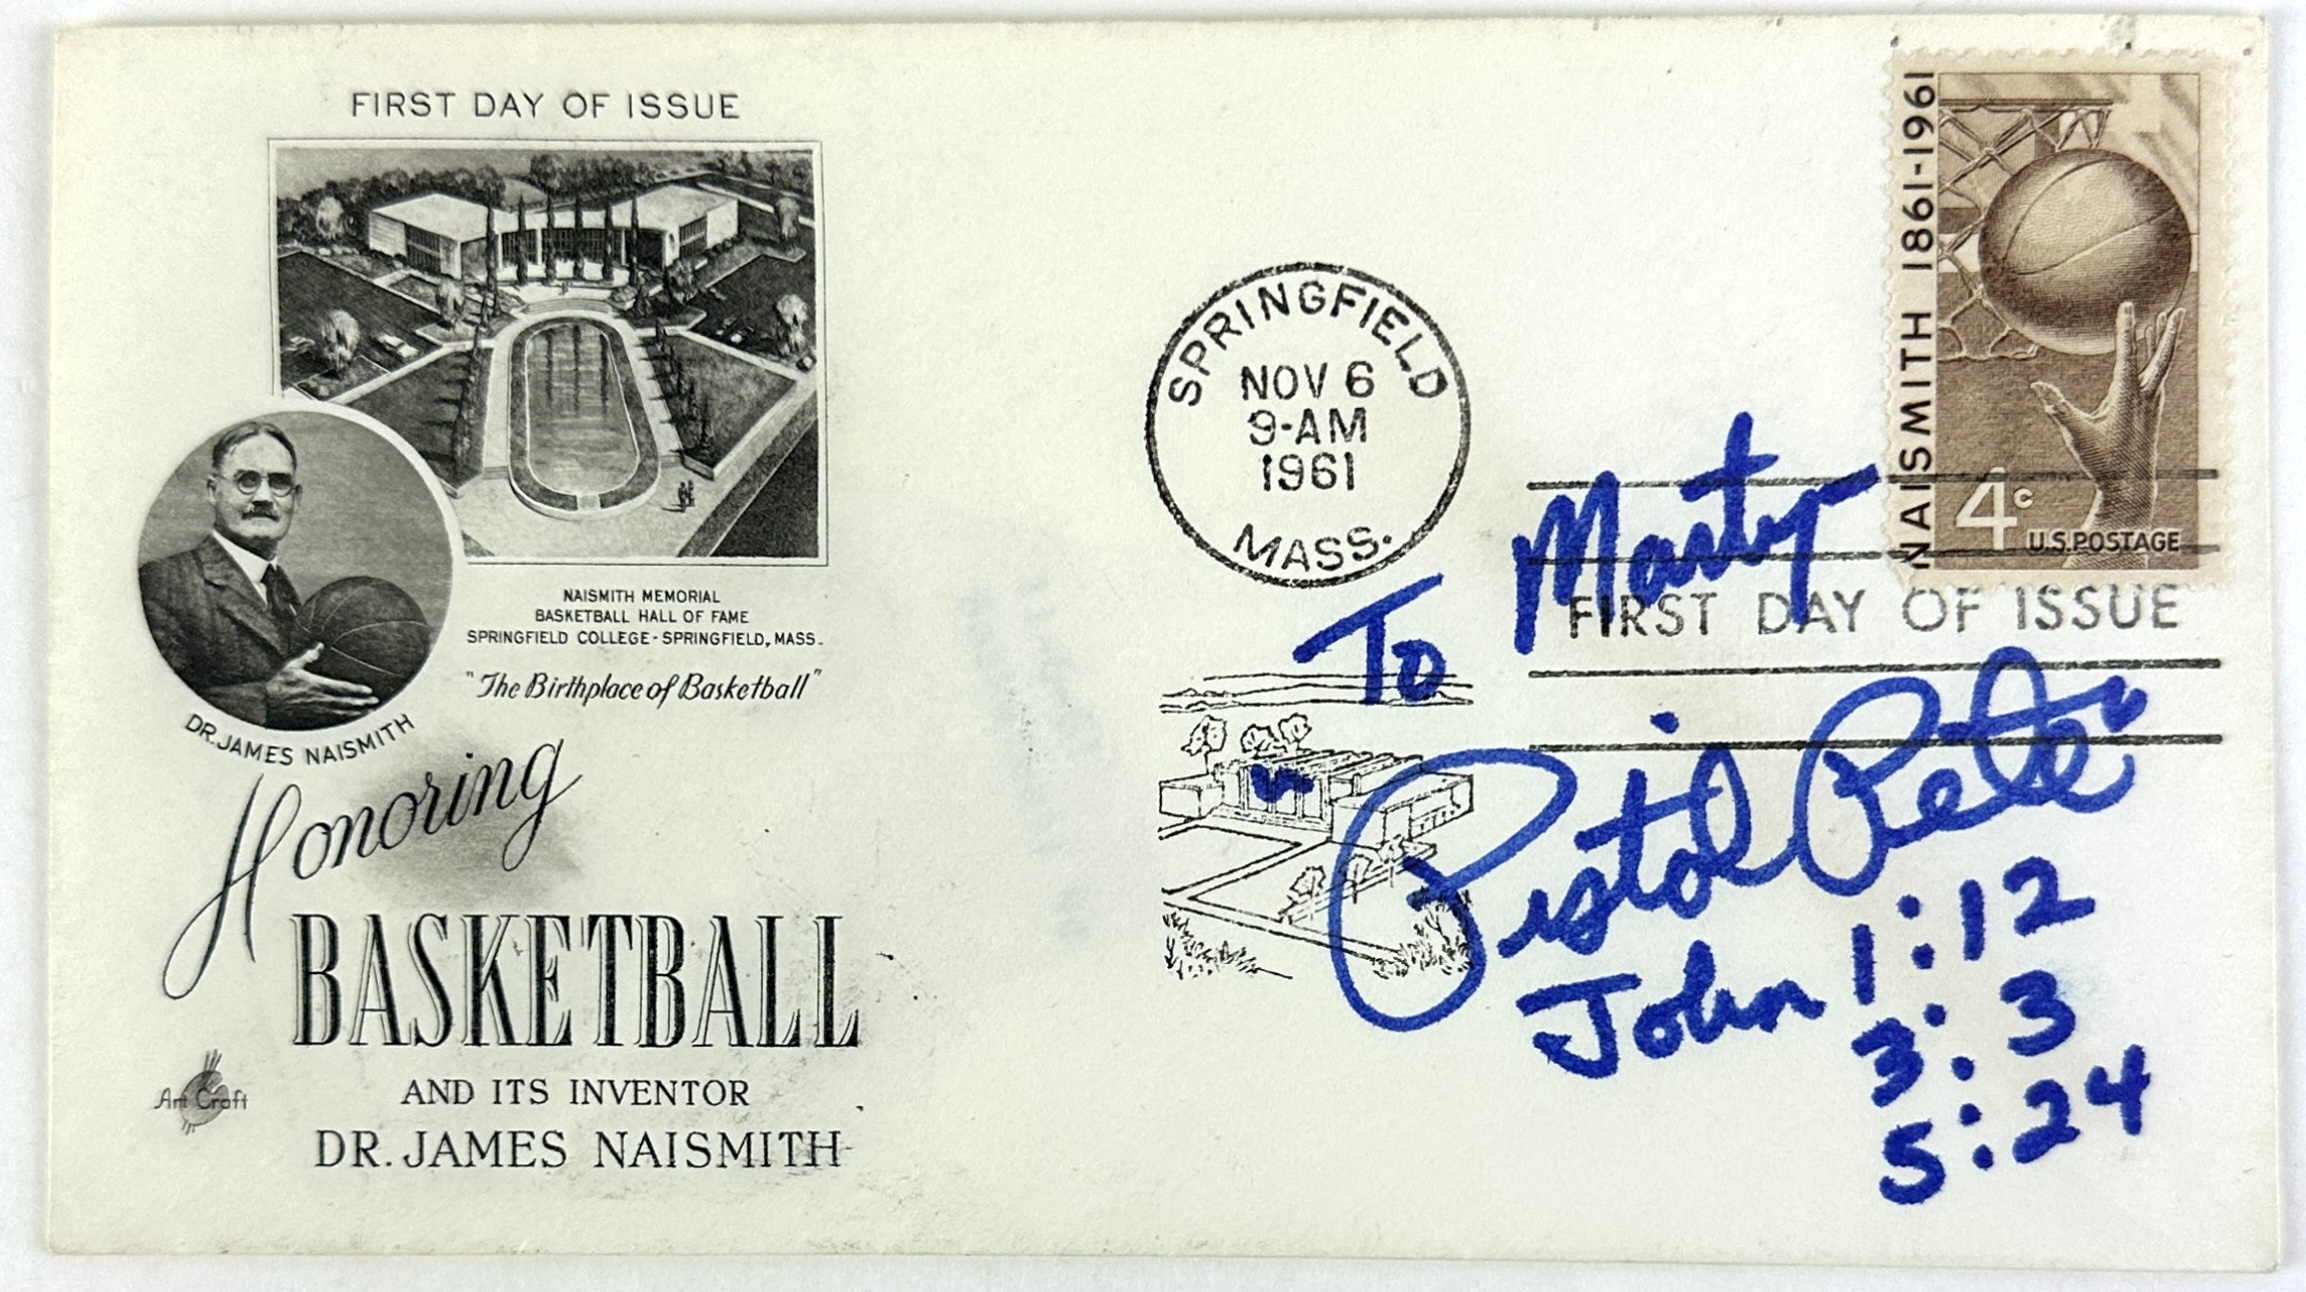 FIRST DAY OF ISSUE
NAISMITH MEMORIAL
BASKETBALL HALL OF FAME
SPRINGFIELD COLLEGE - SPRINGFIELD, MASS.
"The Birthplace of Basketball"
DR. JAMES NAISMITH
Honoring
BASKETBALL
AND ITS INVENTOR
DR. JAMES NAISMITH
Art Craft
SPRINGFIELD
NOV 6
9-AM
1961
MASS.
NAISMITH 1861-1961
4c
U.S. POSTAGE
FIRST DAY OF ISSUE
To Marty
Pistol Pete
John 1:12
3:3
5:24